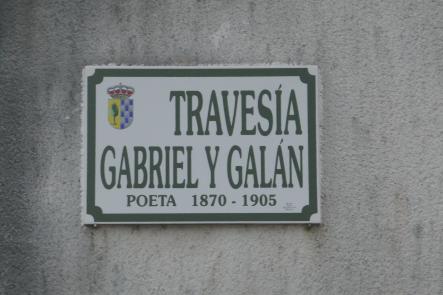 TRAVESÍA
GABRIEL Y GALÁN
POETA 1870 - 1905